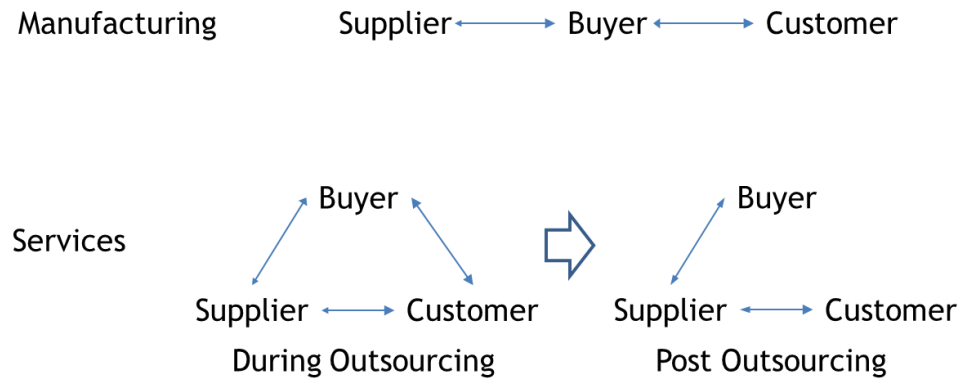 Manufacturing Supplier Buyer Customer
Buyer Buyer
Services
Supplier Customer Supplier Customer
During Outsourcing Post Outsourcing